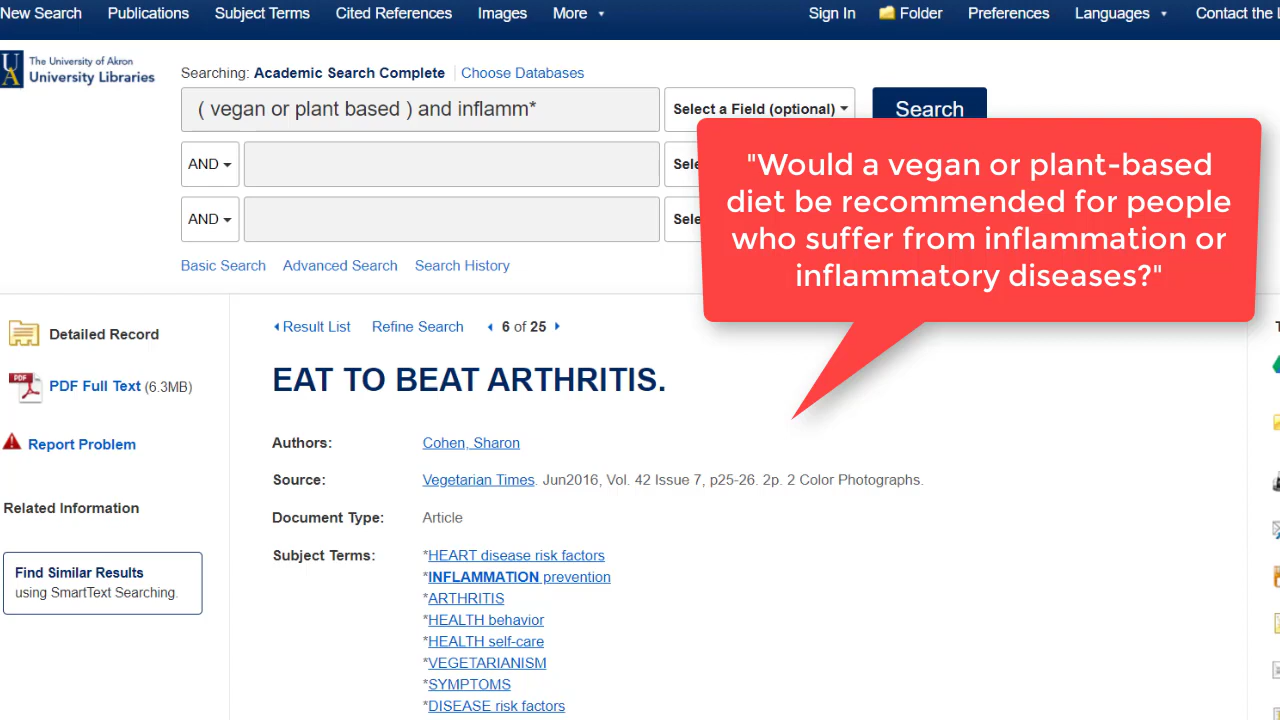 New Search Publications Subject Terms Cited References Images More Sign In Folder Preferences Languages Contact the
The University of Akron
University Libraries
Searching: Academic Search Complete Choose Databases
( vegan or plant based ) and inflamm* Select a Field (optional) Search
AND
AND
Basic Search Advanced Search Search History
"Would a vegan or plant-based
diet be recommended for people
who suffer from inflammation or
inflammatory diseases?"
Detailed Record
PDF Full Text (6.3MB)
Report Problem
Related Information
Find Similar Results
using SmartText Searching.
Result List Refine Search 6 of 25
EAT TO BEAT ARTHRITIS.
Authors: Cohen, Sharon
Source: Vegetarian Times. Jun2016, Vol. 42 Issue 7, p25-26. 2p. 2 Color Photographs.
Document Type: Article
Subject Terms: *HEART disease risk factors
*INFLAMMATION prevention
*ARTHRITIS
*HEALTH behavior
*HEALTH self-care
*VEGETARIANISM
*SYMPTOMS
*DISEASE risk factors